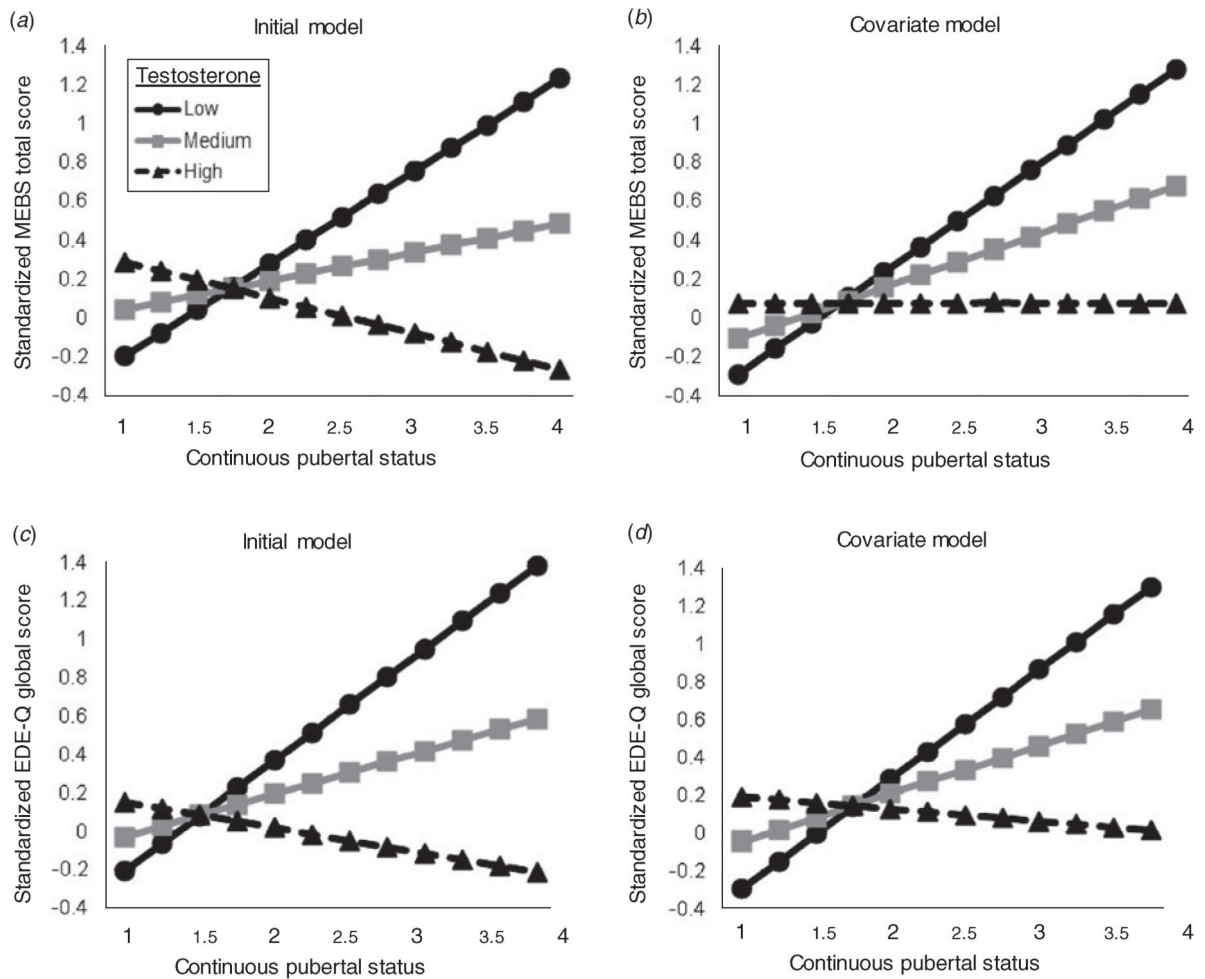 (a)
Initial model
Standardized MEBS total score
1.4
1.2
1
0.8
0.6
0.4
0.2
0
-0.2
-0.4
Testosterone
Low
Medium
High
1 1.5 2 2.5 3 3.5 4
Continuous pubertal status
(b)
Covariate model
Standardized MEBS total score
1.4
1.2
1
0.8
0.6
0.4
0.2
0
-0.2
-0.4
1 1.5 2 2.5 3 3.5 4
Continuous pubertal status
(c)
Initial model
Standardized EDE-Q global score
1.4
1.2
1
0.8
0.6
0.4
0.2
0
-0.2
-0.4
1 1.5 2 2.5 3 3.5 4
Continuous pubertal status
(d)
Covariate model
Standardized EDE-Q global score
1.4
1.2
1
0.8
0.6
0.4
0.2
0
-0.2
-0.4
1 1.5 2 2.5 3 3.5 4
Continuous pubertal status